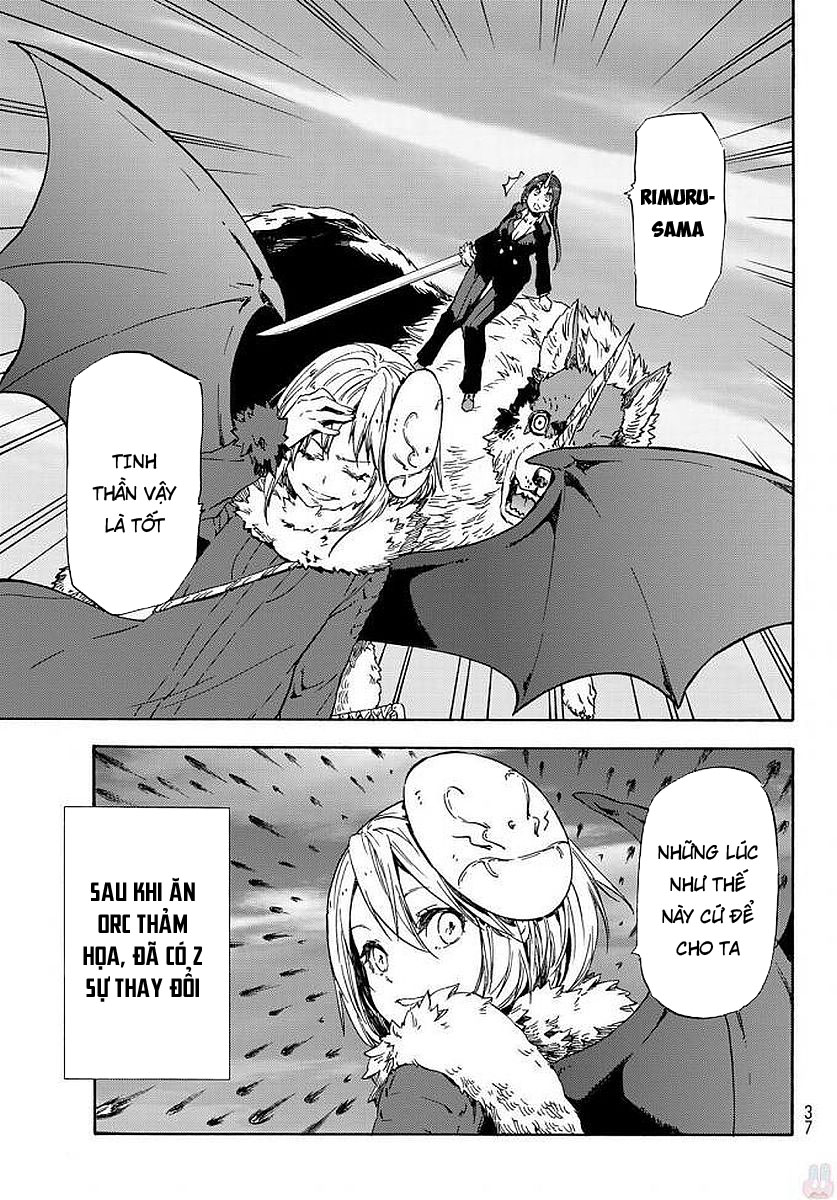 RIMURU-
SAMA
TINH
THẦN VẬY
LÀ TỐT
NHỮNG LÚC
NHƯ THẾ
NÀY CỨ ĐỂ
CHO TA
SAU KHI ĂN
ORC THẢM
HỌA, ĐÃ CÓ 2
SỰ THAY ĐỔI
37